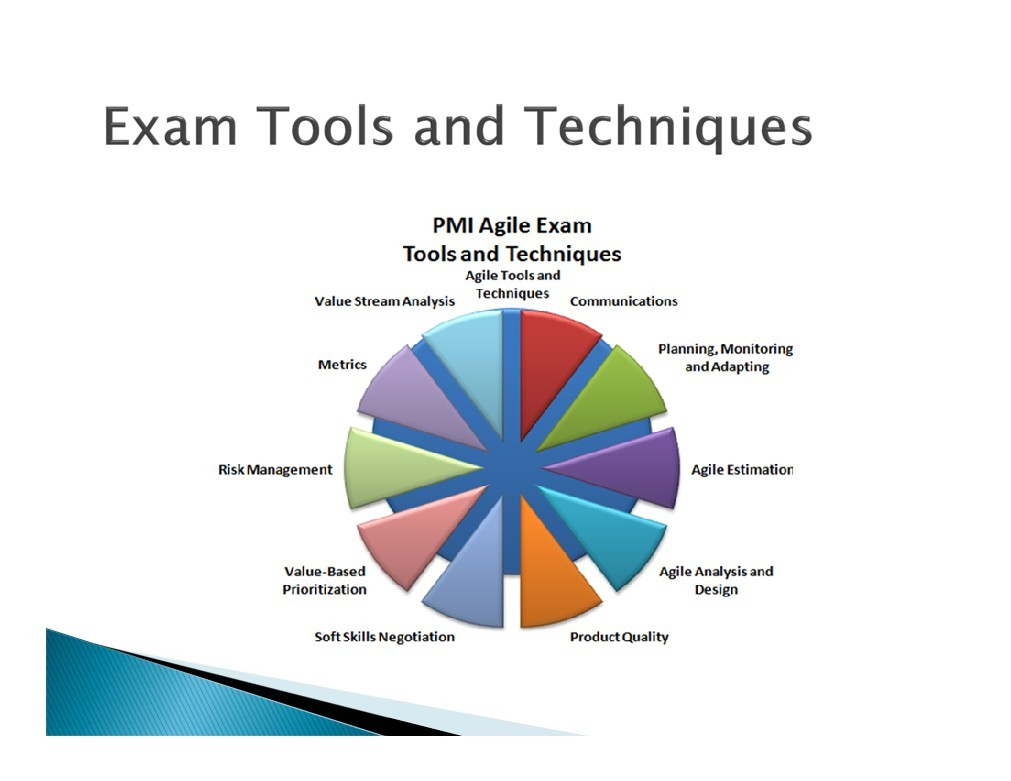 Exam Tools and Techniques
PMI Agile Exam
Tools and Techniques
Agile Tools and
Techniques
Communications
Planning, Monitoring
and Adapting
Agile Estimation
Agile Analysis and
Design
Product Quality
Soft Skills Negotiation
Value-Based
Prioritization
Risk Management
Metrics
Value Stream Analysis